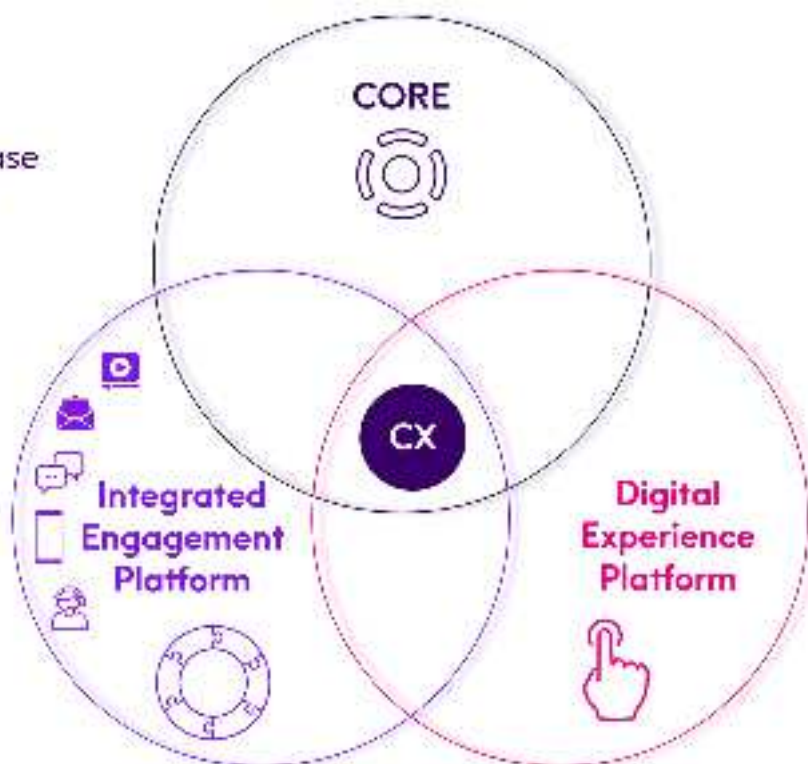 CORE
CX
Integrated
Engagement
Platform
Digital
Experience
Platform